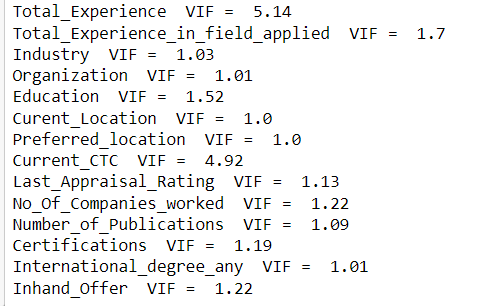 Total_Experience VIF = 5.14
Total_Experience_in_field_applied VIF = 1.7
Industry VIF = 1.03
Organization VIF = 1.01
Education VIF = 1.52
Curent_Location VIF = 1.0
Preferred_location VIF = 1.0
Current_CTC VIF = 4.92
Last_Appraisal_Rating VIF = 1.13
No_Of_Companies_worked VIF = 1.22
Number_of_Publications VIF = 1.09
Certifications VIF = 1.19
International_degree_any VIF = 1.01
Inhand_Offer VIF = 1.22